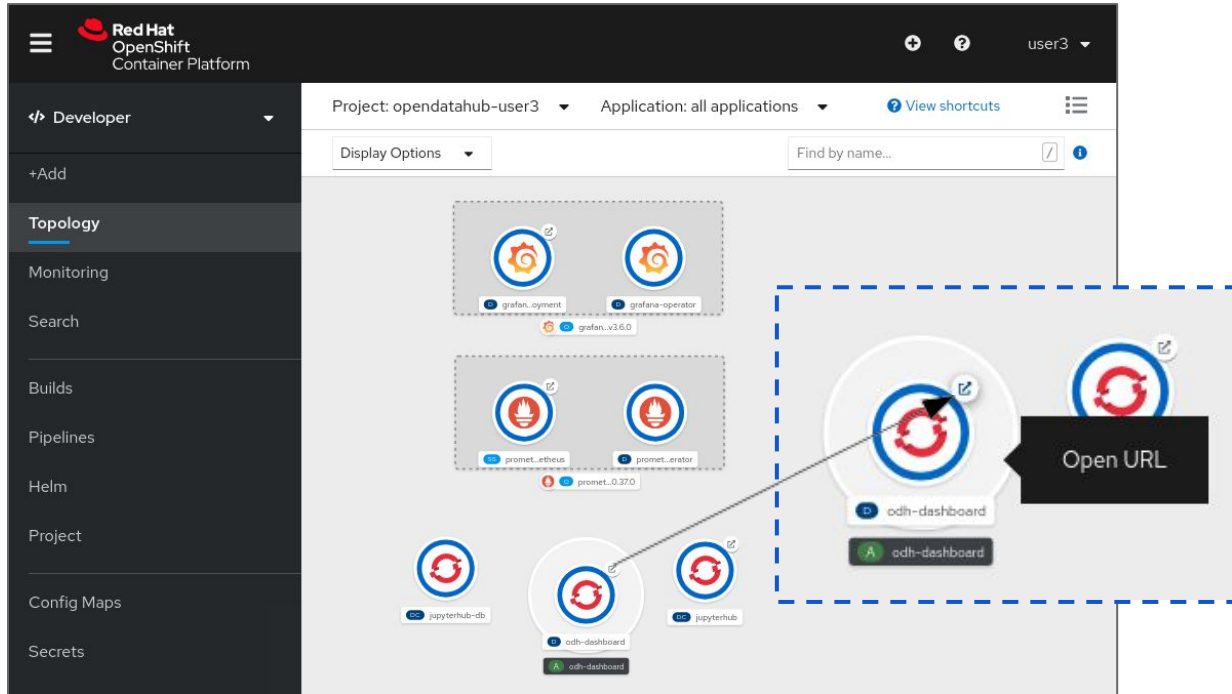 Red Hat
OpenShift
Container Platform
user3
Developer
Project: opendatahub-user3
Application: all applications
View shortcuts
Display Options
Find by name...
/
+Add
Topology
Monitoring
Search
Builds
Pipelines
Helm
Project
Config Maps
Secrets
D grafan...oyment
D grafana-operator
O grafan...v3.6.0
SS promet...etheus
D promet...erator
O promet...0.37.0
DC jupyterhub-db
D odh-dashboard
A odh-dashboard
DC jupyterhub
Open URL
D odh-dashboard
A odh-dashboard